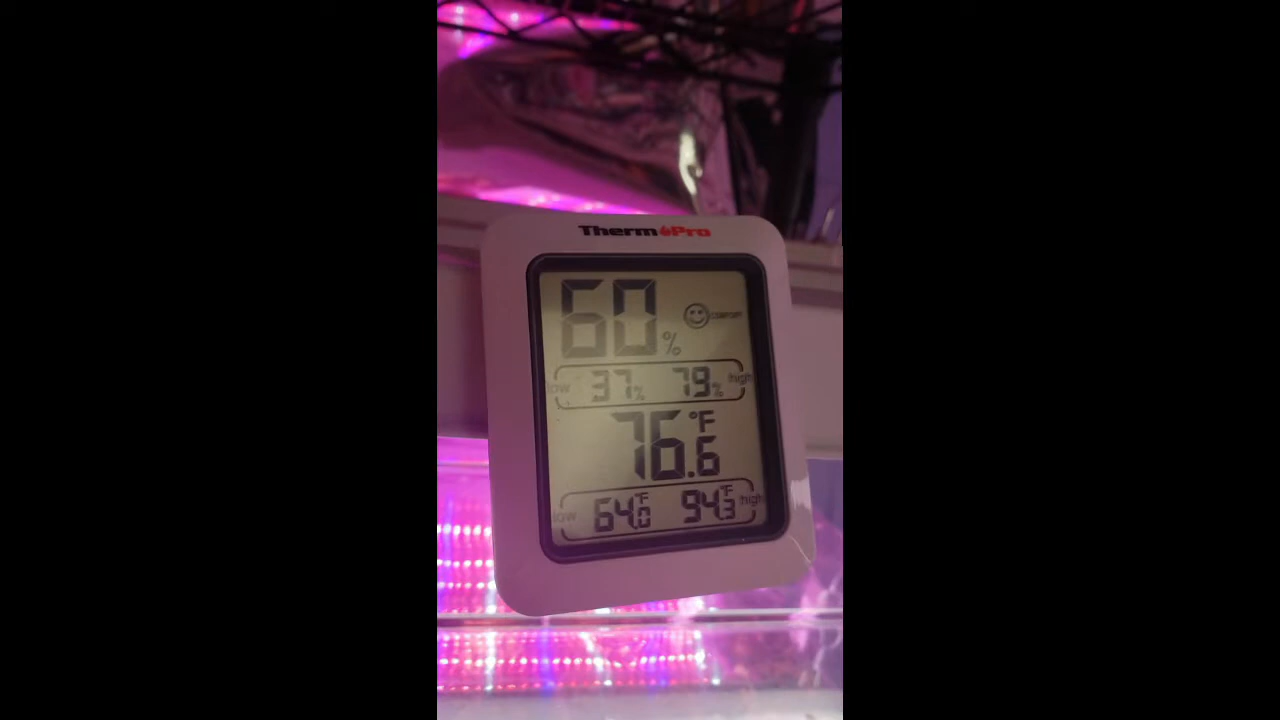 ThermoPro
60%
COMFORT
low 37% 79% high
76.6°F
low 64.0°F 94.3°F high